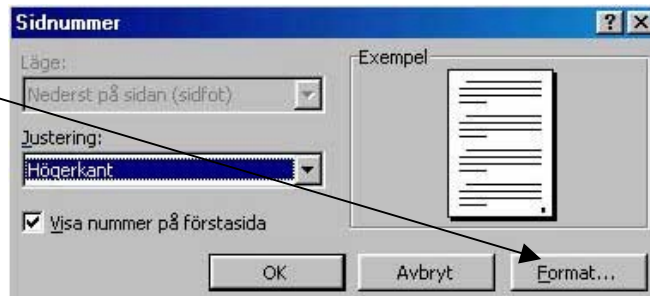 Sidnummer
Läge:
Nederst på sidan (sidfot)
Justering:
Högerkant
Visa nummer på förstasida
Exempel
OK
Avbryt
Format...